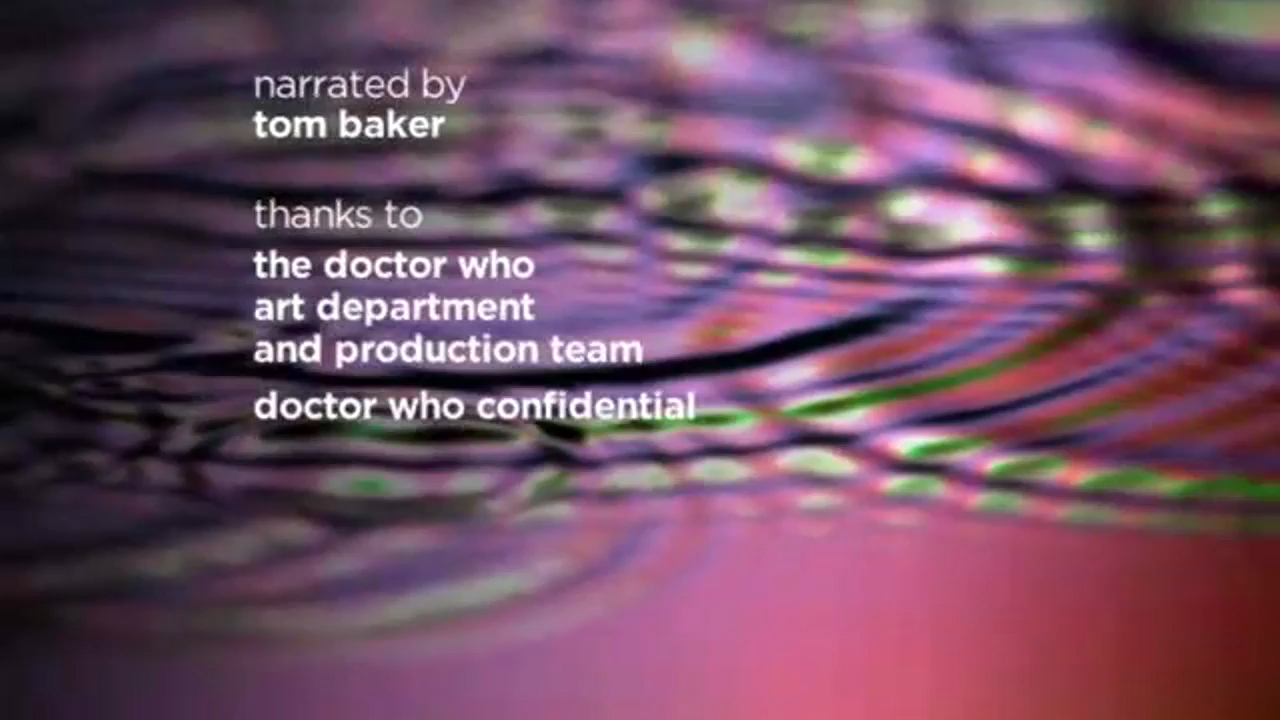 narrated by
tom baker
thanks to
the doctor who
art department
and production team
doctor who confidential